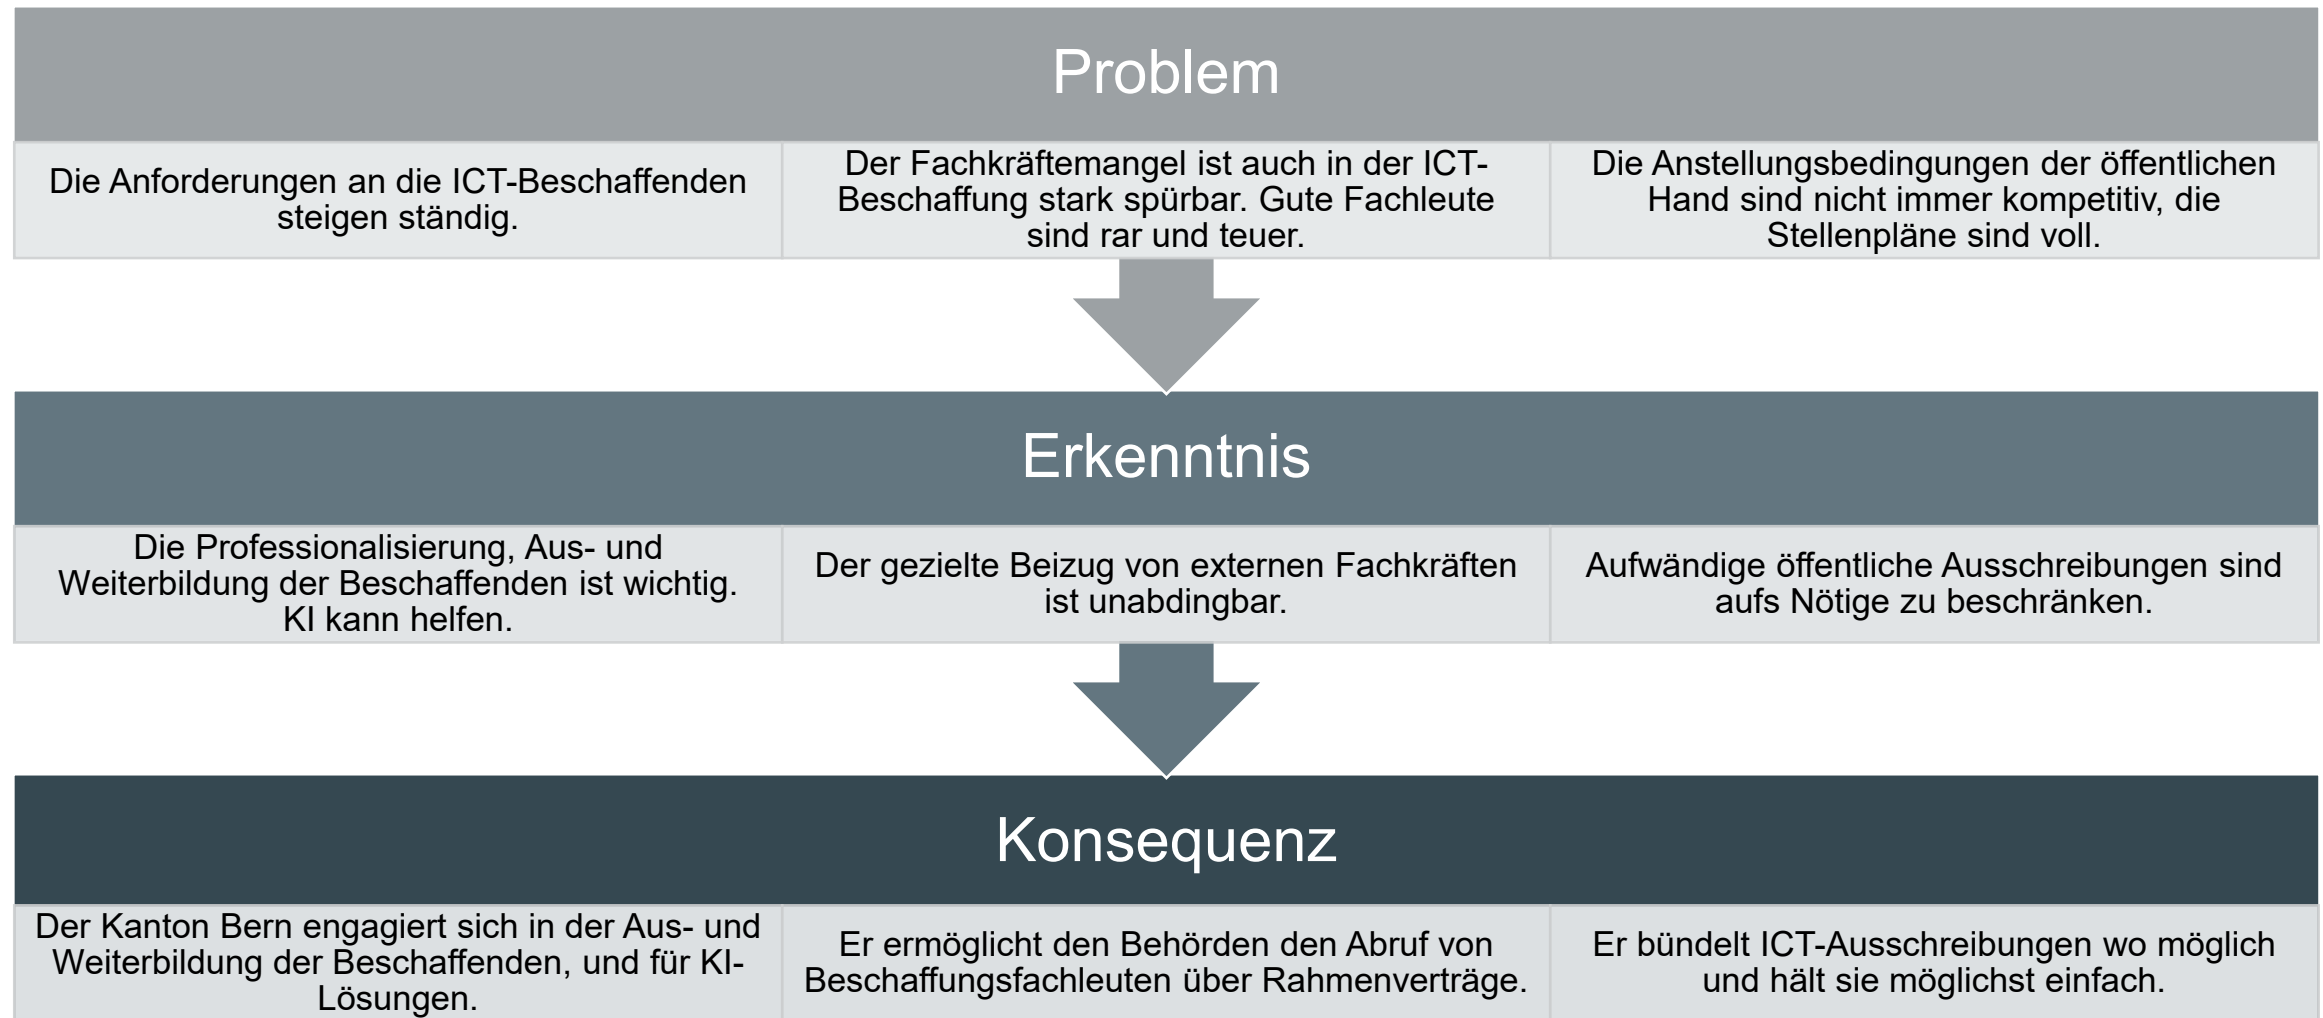 Problem
Die Anforderungen an die ICT-Beschaffenden
steigen ständig.
Der Fachkräftemangel ist auch in der ICT-
Beschaffung stark spürbar. Gute Fachleute
sind rar und teuer.
Die Anstellungsbedingungen der öffentlichen
Hand sind nicht immer kompetitiv, die
Stellenpläne sind voll.
Erkenntnis
Die Professionalisierung, Aus- und
Weiterbildung der Beschaffenden ist wichtig.
KI kann helfen.
Der gezielte Beizug von externen Fachkräften
ist unabdingbar.
Aufwändige öffentliche Ausschreibungen sind
aufs Nötige zu beschränken.
Konsequenz
Der Kanton Bern engagiert sich in der Aus- und
Weiterbildung der Beschaffenden, und für KI-
Lösungen.
Er ermöglicht den Behörden den Abruf von
Beschaffungsfachleuten über Rahmenverträge.
Er bündelt ICT-Ausschreibungen wo möglich
und hält sie möglichst einfach.